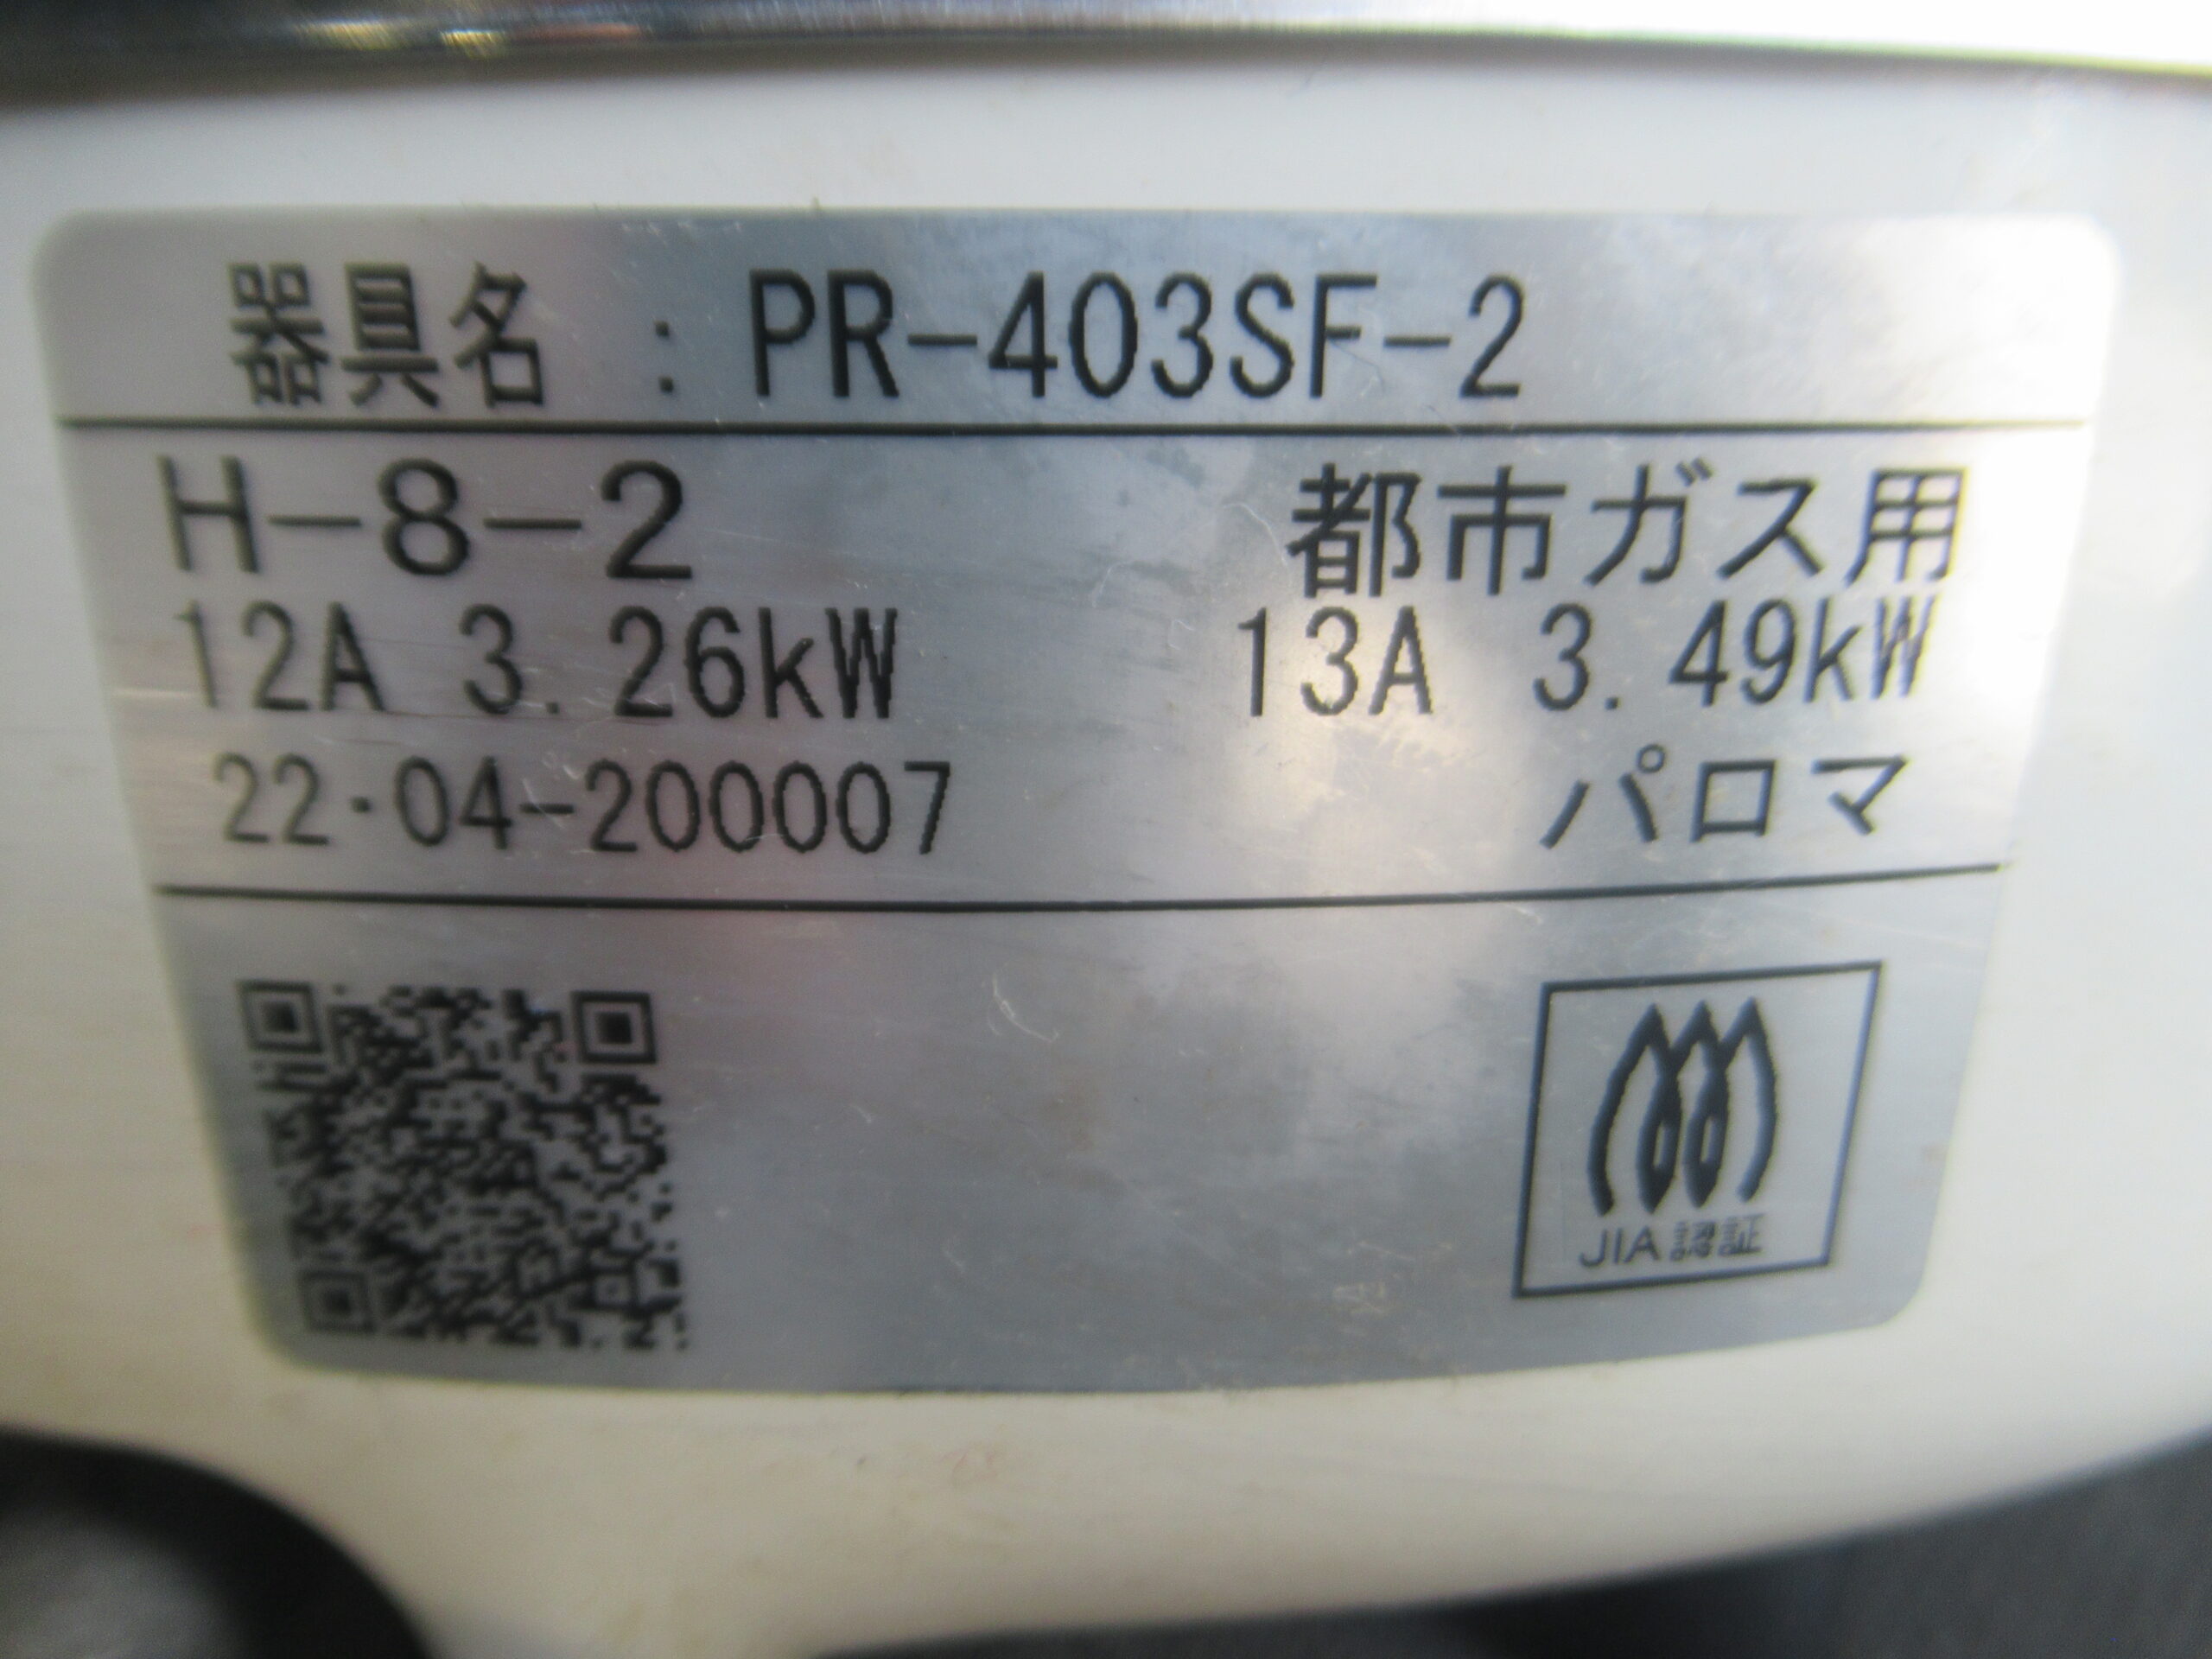 器具名 : PR-403SF-2
H-8-2 都市ガス用
12A 3.26kW 13A 3.49kW
22・04-200007 パロマ
JIA認証